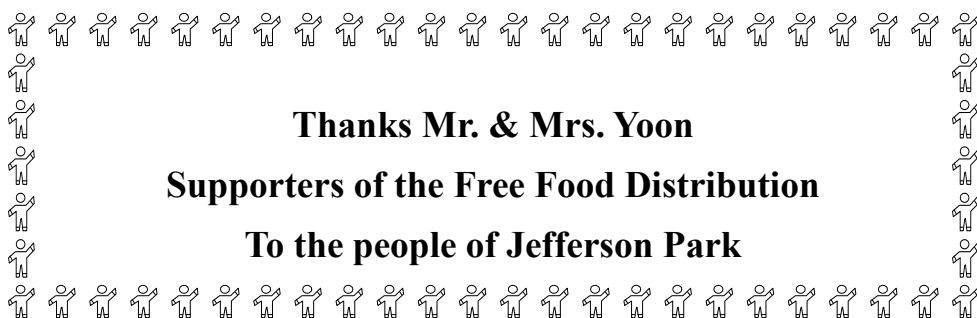 Thanks Mr. & Mrs. Yoon
Supporters of the Free Food Distribution
To the people of Jefferson Park